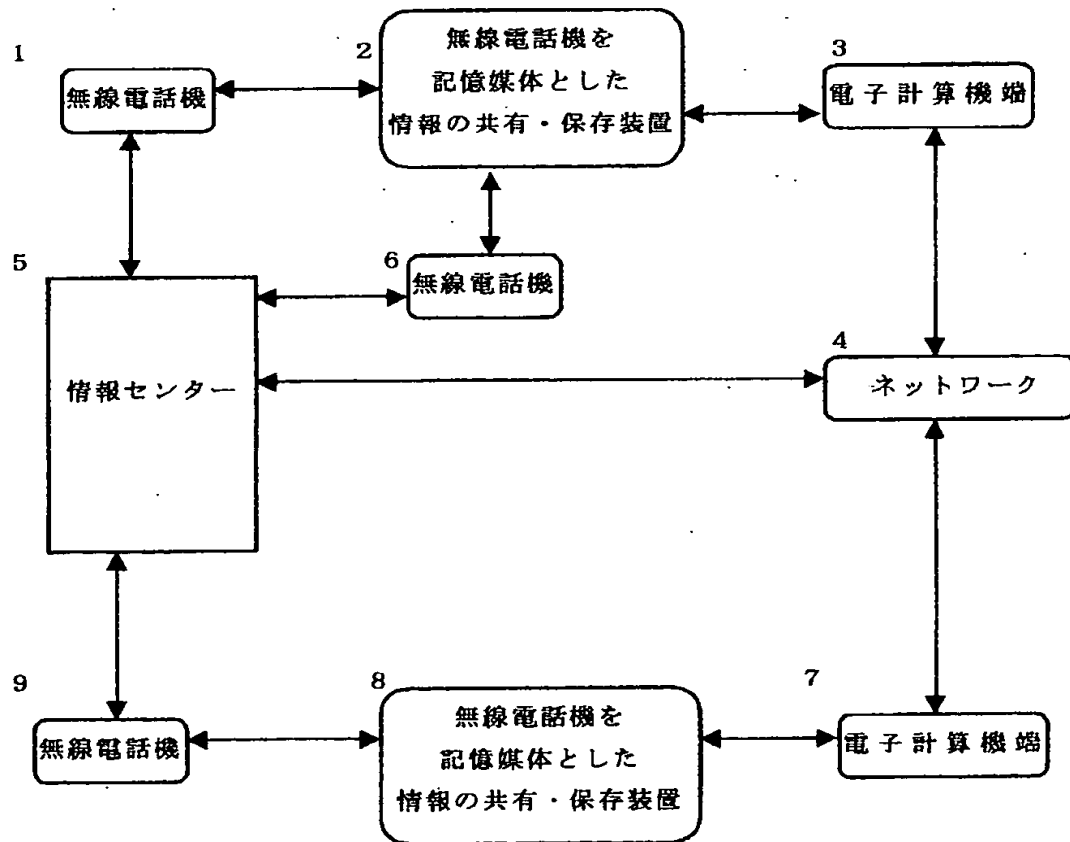 1
無線電話機
2
無線電話機を
記憶媒体とした
情報の共有・保存装置
3
電子計算機端
5
情報センター
6
無線電話機
4
ネットワーク
9
無線電話機
8
無線電話機を
記憶媒体とした
情報の共有・保存装置
7
電子計算機端